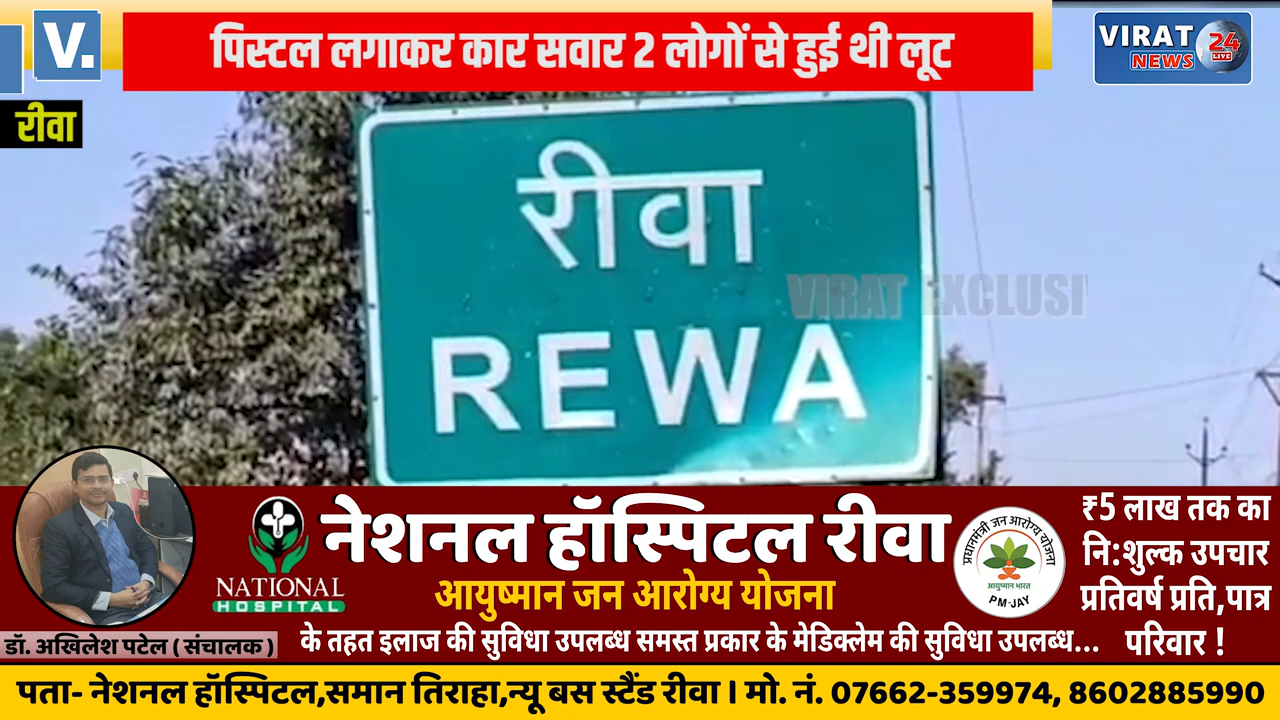 V.
पिस्टल लगाकर कार सवार 2 लोगों से हुई थी लूट
VIRAT
NEWS
24
LIVE
रीवा
रीवा
REWA
VIRAT EXCLUSI
नेशनल हॉस्पिटल रीवा
NATIONAL
HOSPITAL
आयुष्मान जन आरोग्य योजना
के तहत इलाज की सुविधा उपलब्ध समस्त प्रकार के मेडिक्लेम की सुविधा उपलब्ध...
प्रधानमंत्री जन आरोग्य योजना
आयुष्मान भारत
PM-JAY
₹5 लाख तक का
नि:शुल्क उपचार
प्रतिवर्ष प्रति,पात्र
परिवार !
डॉ. अखिलेश पटेल ( संचालक )
पता- नेशनल हॉस्पिटल,समान तिराहा,न्यू बस स्टैंड रीवा । मो. नं. 07662-359974, 8602885990